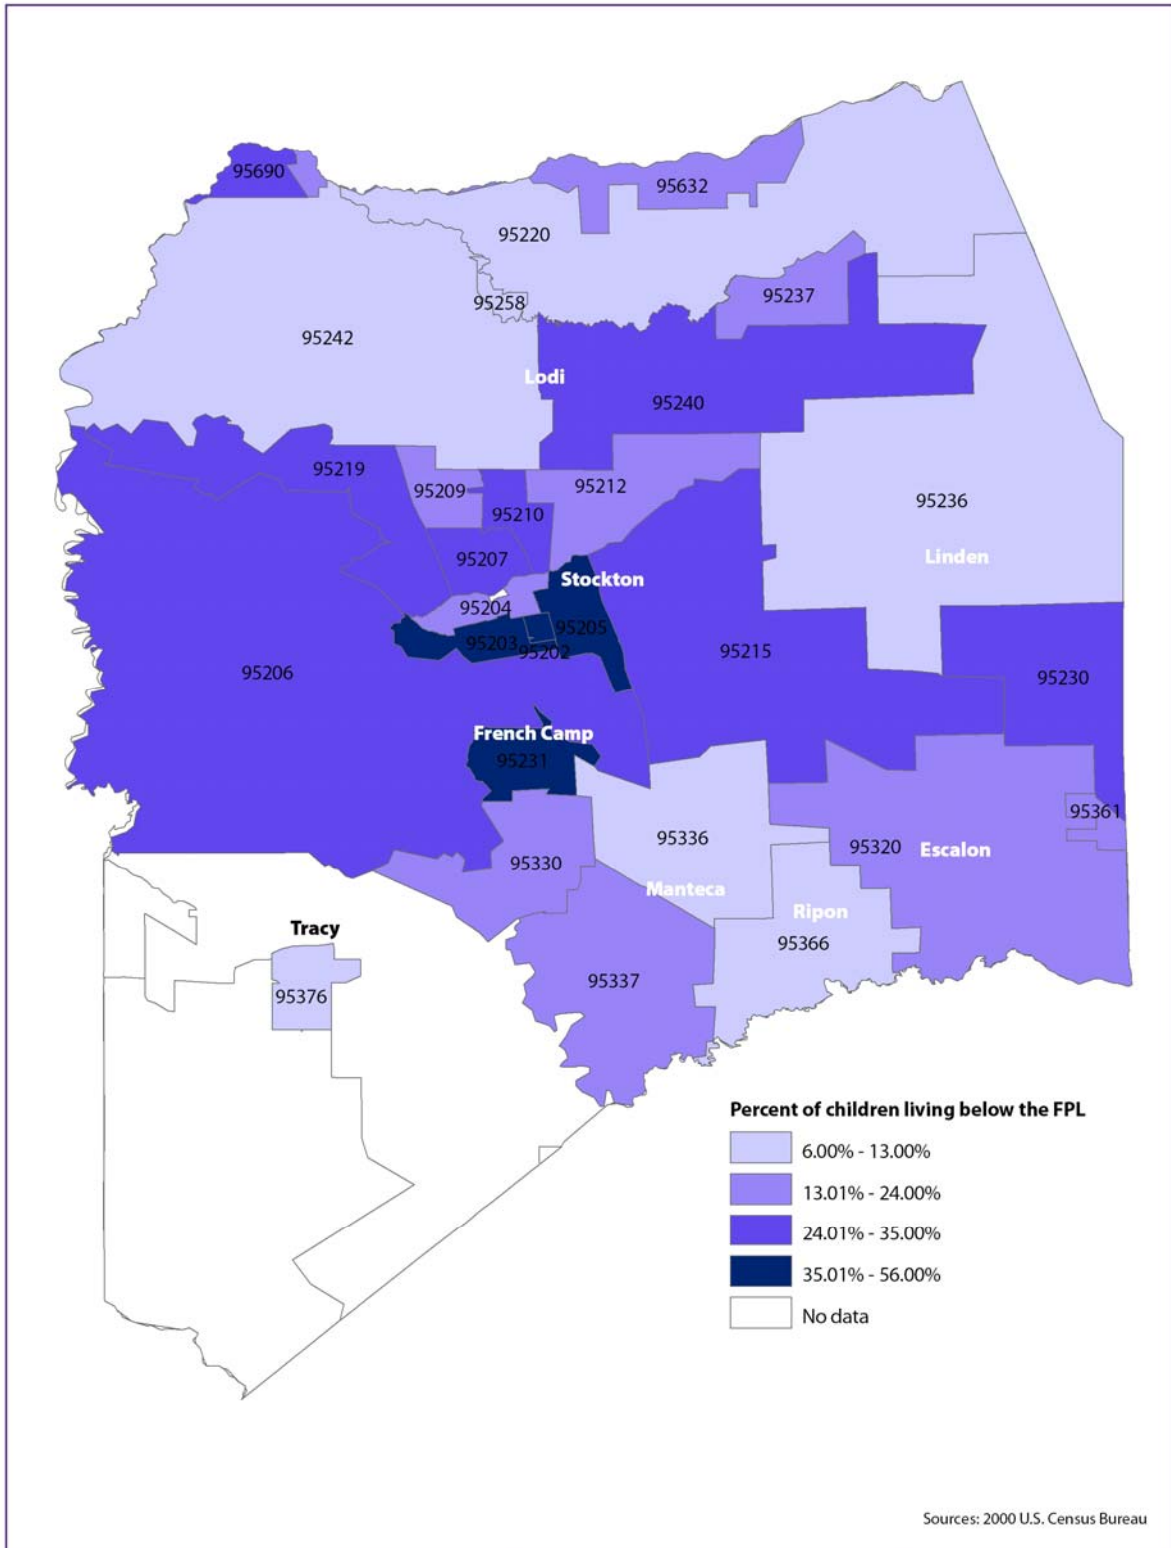 95690
95632
95220
95237
95258
95242
Lodi
95240
95219
95209
95212
95236
95210
Linden
95207
Stockton
95204
95205
95203
95202
95215
95206
95230
French Camp
95231
95361
95336
95320
Escalon
95330
Manteca
Ripon
Tracy
95366
95337
95376
Percent of children living below the FPL
6.00% - 13.00%
13.01% - 24.00%
24.01% - 35.00%
35.01% - 56.00%
No data
Sources: 2000 U.S. Census Bureau